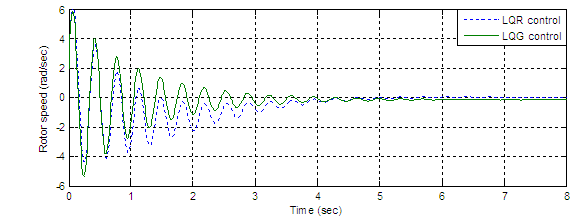 6
4
2
0
-2
-4
-6
0 1 2 3 4 5 6 7 8
Rotor speed (rad/sec)
Time (sec)
LQR control
LQG control